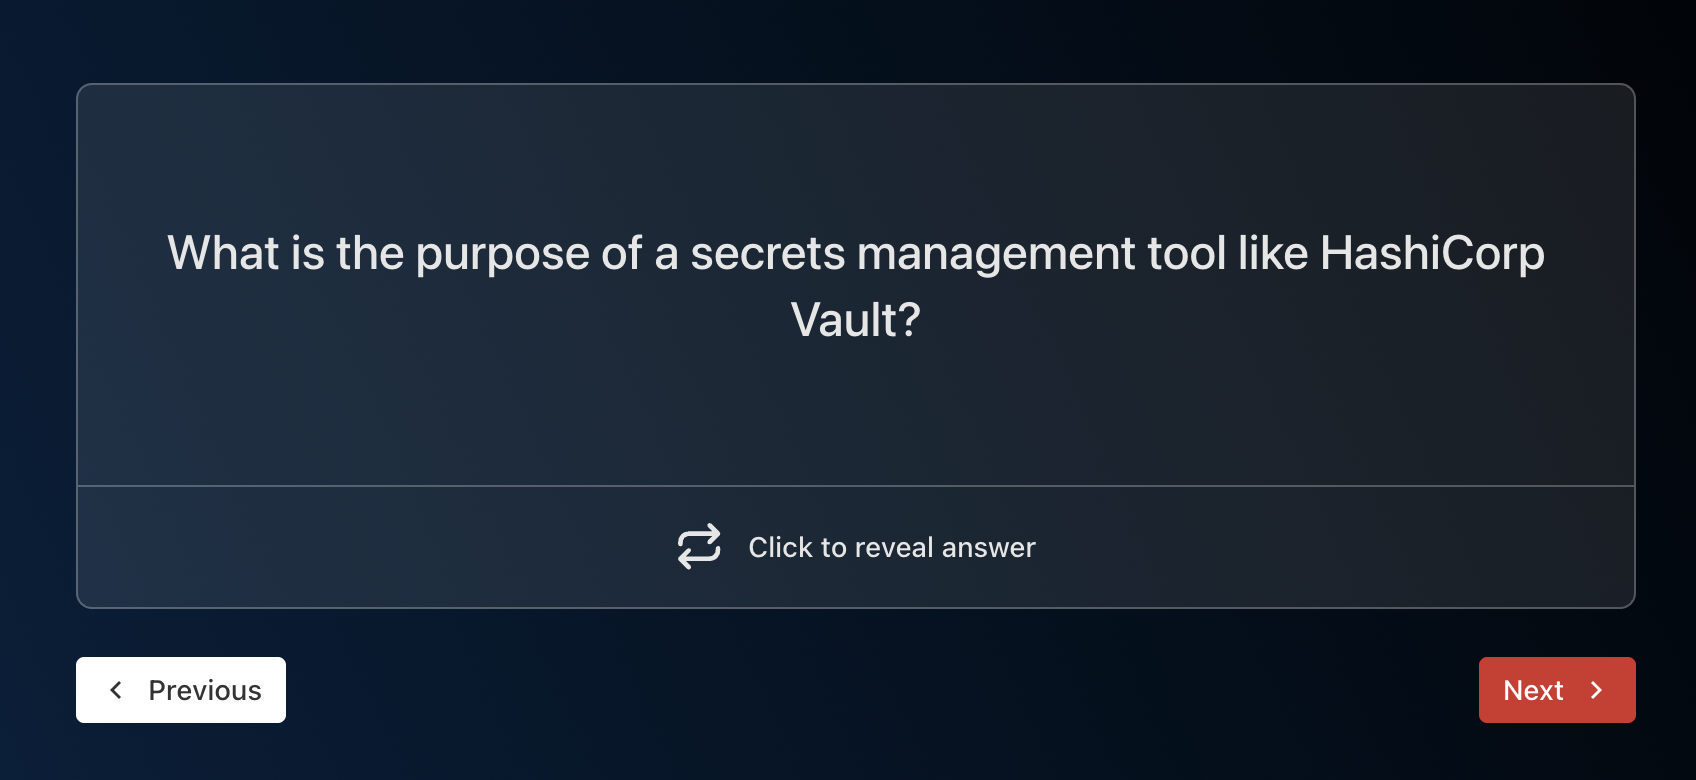 What is the purpose of a secrets management tool like HashiCorp
Vault?
Click to reveal answer
Previous
Next